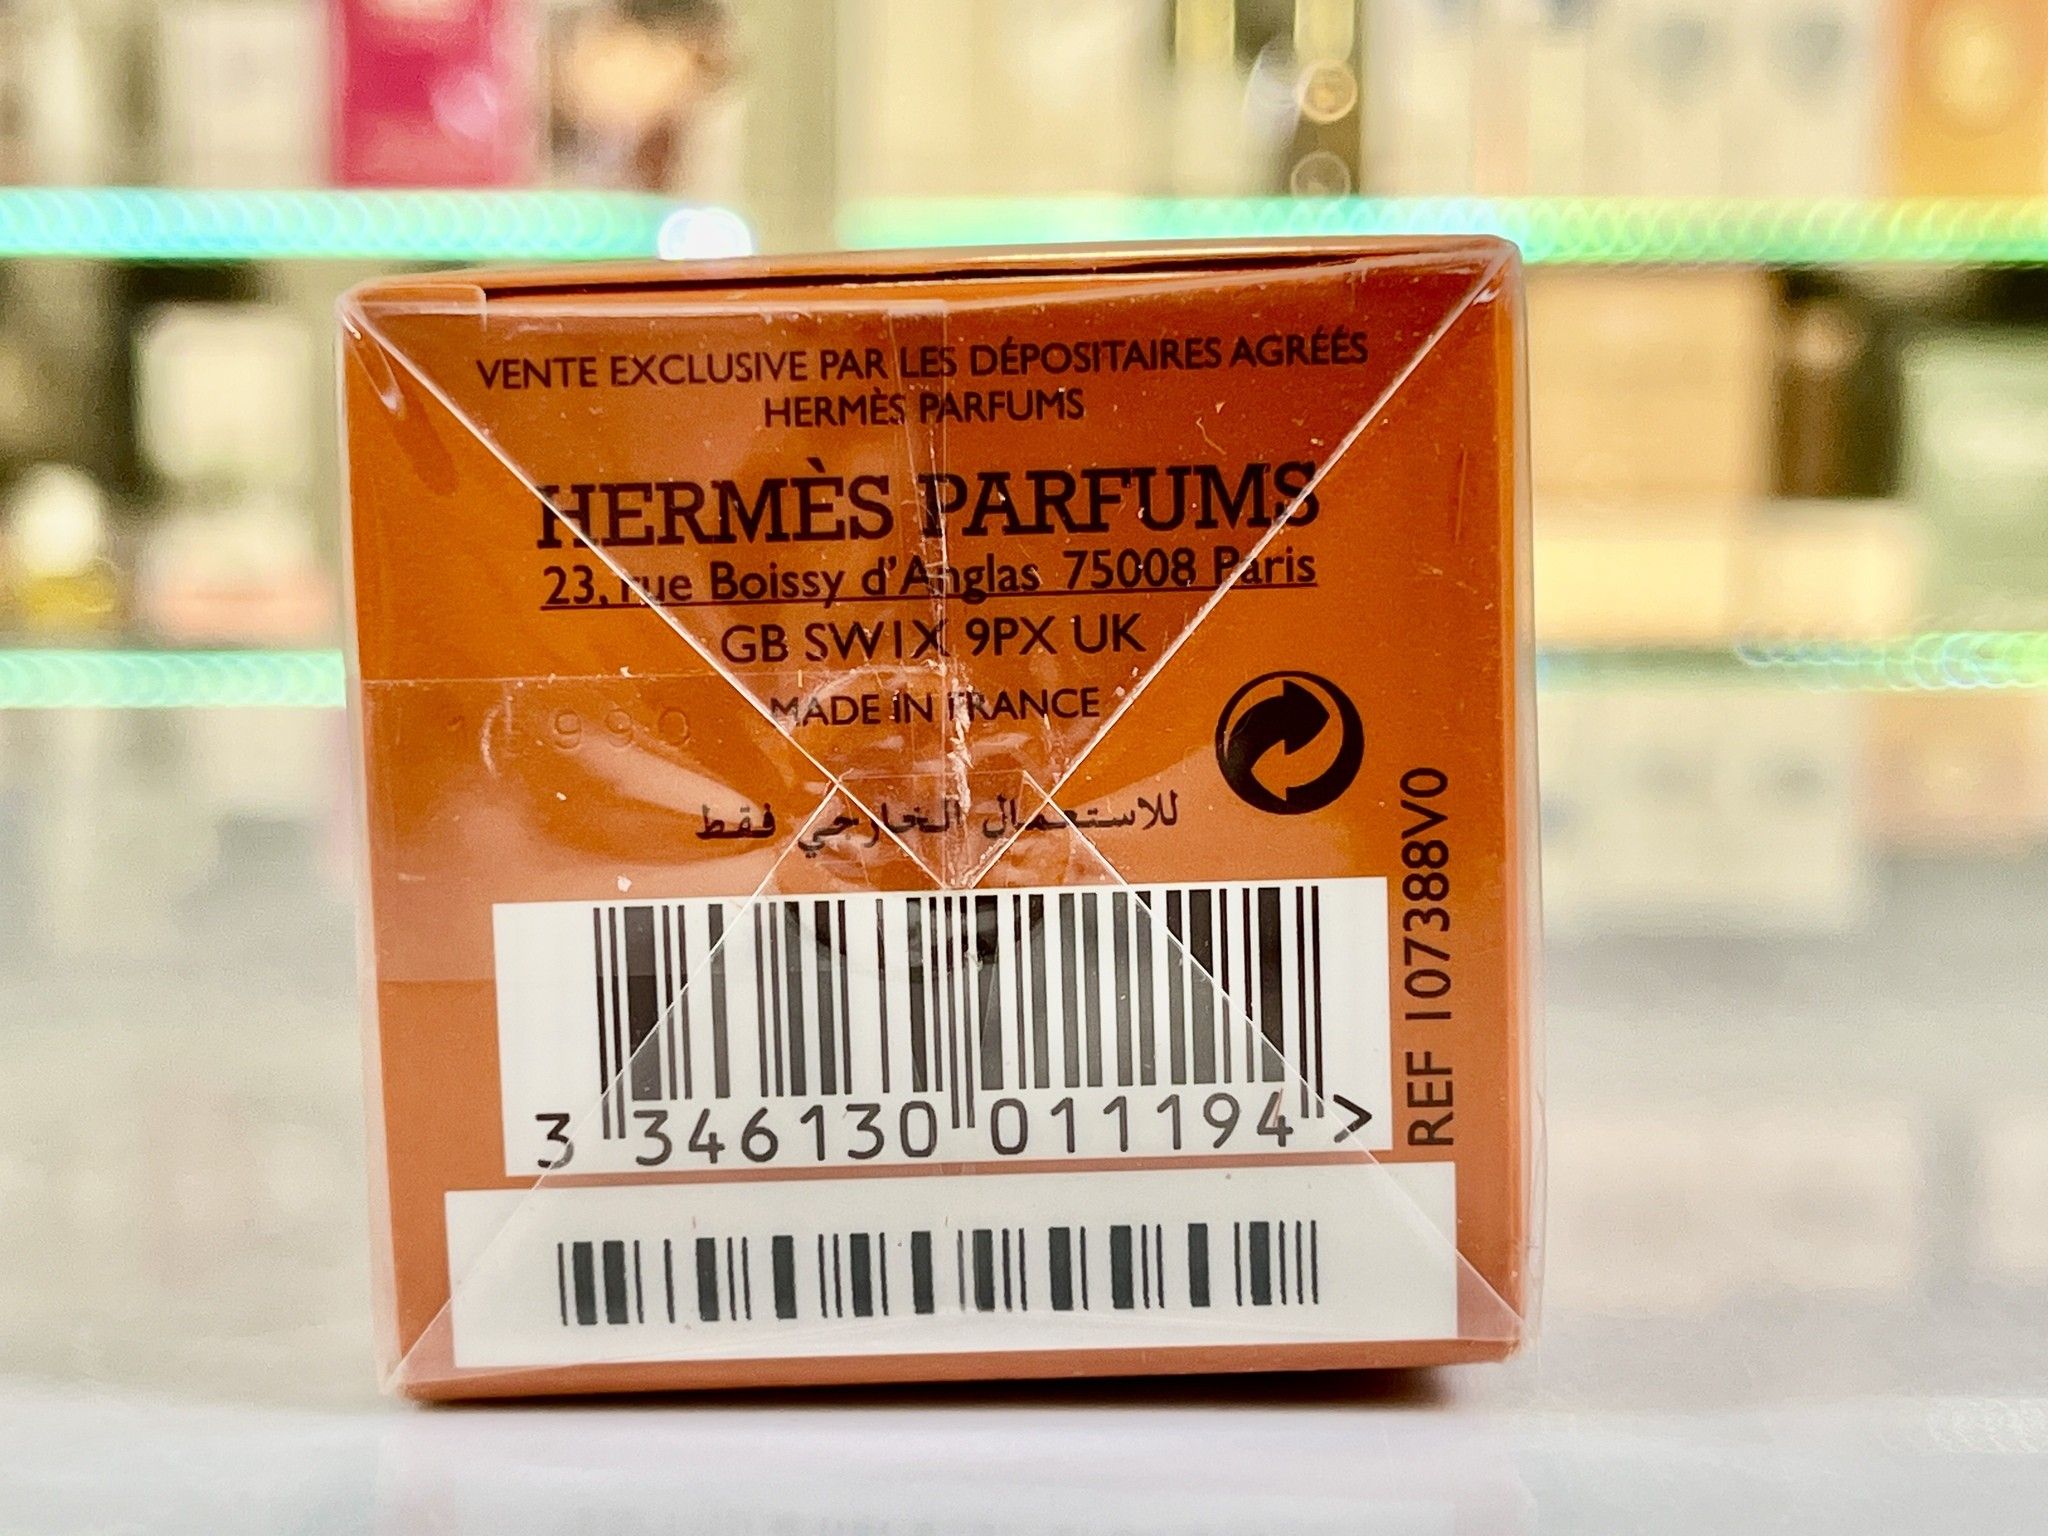 VENTE EXCLUSIVE PAR LES DÉPOSITAIRES AGRÉÉS
HERMÈS PARFUMS
HERMÈS PARFUMS
23, rue Boissy d'Anglas 75008 Paris
GB SW1X 9PX UK
MADE IN FRANCE
للاستعمال الخارجي فقط
3 346130 011194 >
REF 107388V0